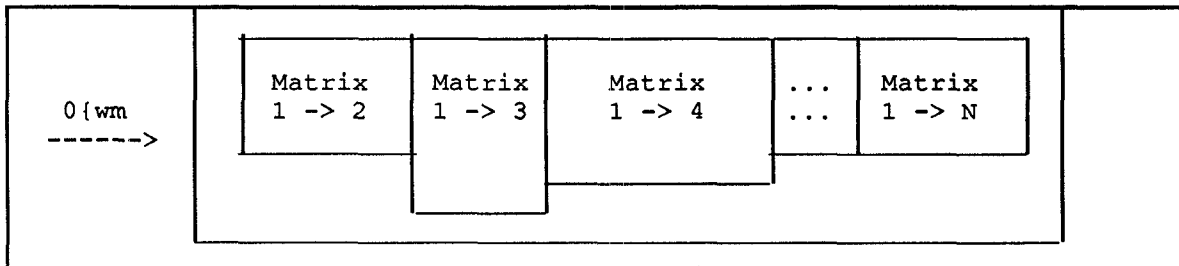 Matrix Matrix Matrix ... Matrix
0{wm 1 -> 2 1 -> 3 1 -> 4 ... 1 -> N
------>